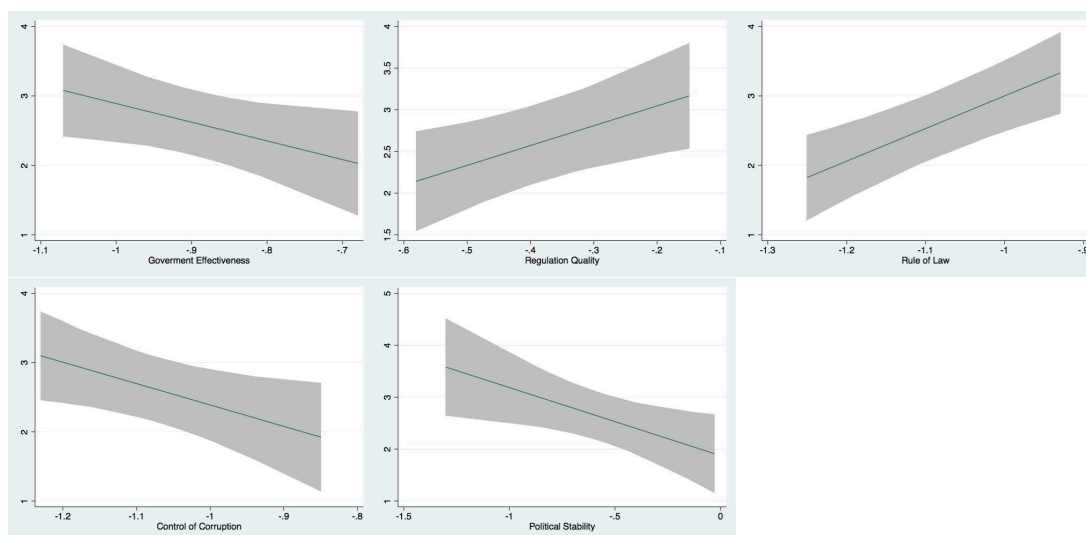 4
3
2
1
-1.1 -1 -.9 -.8 -.7
Goverment Effectiveness
4
3.5
3
2.5
2
1.5
-.6 -.5 -.4 -.3 -.2 -.1
Regulation Quality
4
3
2
1
-1.3 -1.2 -1.1 -1 -.9
Rule of Law
4
3
2
1
-1.2 -1.1 -1 -.9 -.8
Control of Corruption
5
4
3
2
1
-1.5 -1 -.5 0
Political Stability